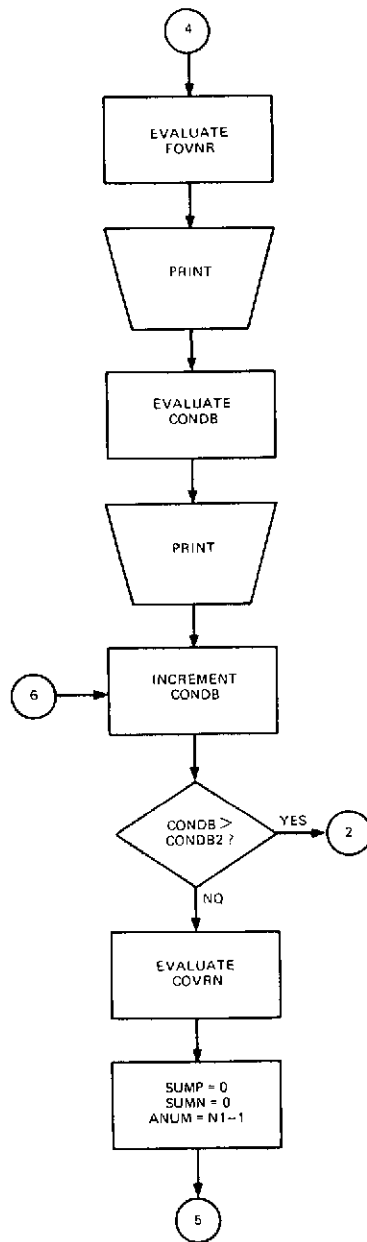 4
EVALUATE
FOVNR
PRINT
EVALUATE
CONDB
PRINT
6
INCREMENT
CONDB
CONDB >
CONDB2?
YES
2
NO
EVALUATE
COVRN
SUMP = 0
SUMN = 0
ANUM = N1-1
5